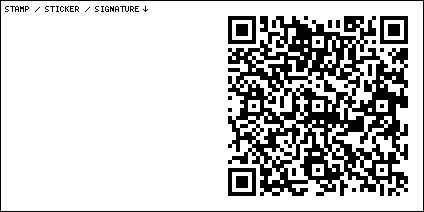 STAMP / STICKER / SIGNATURE ↓